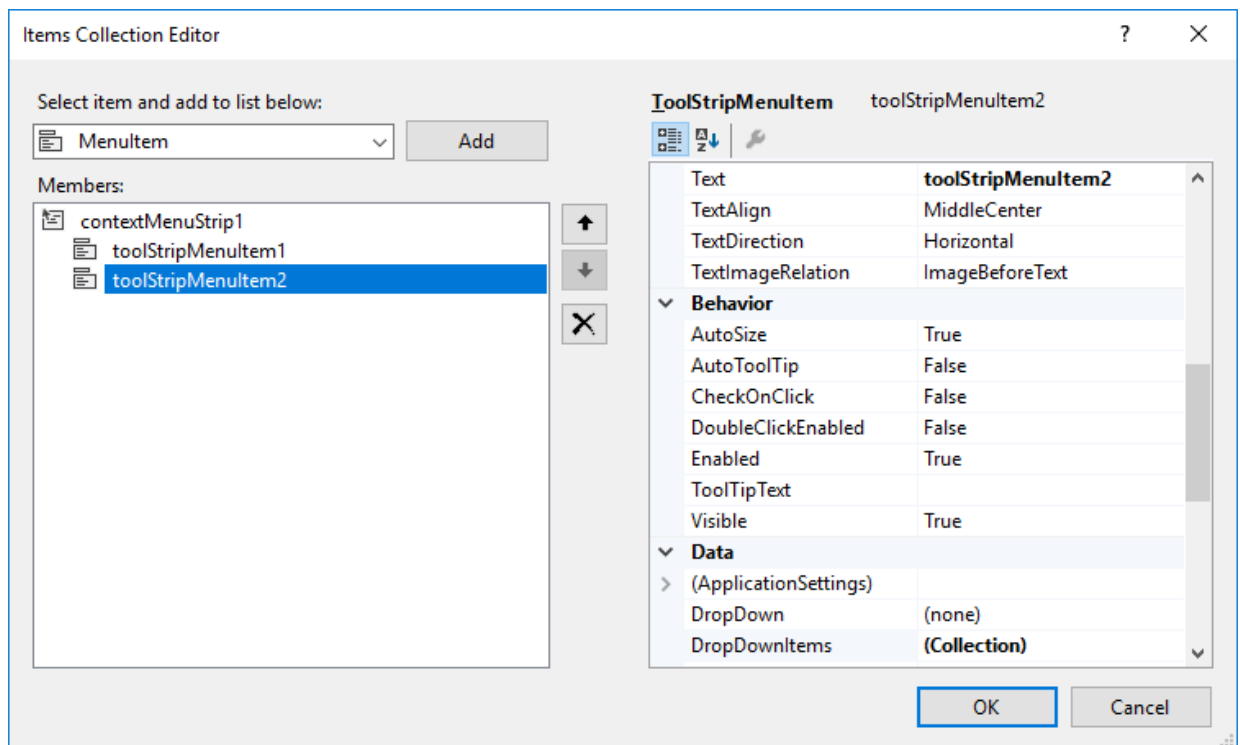 Items Collection Editor
?
Select item and add to list below:
MenuItem
Add
Members:
contextMenuStrip1
toolStripMenuItem1
toolStripMenuItem2
ToolStripMenuItem toolStripMenuItem2
Text toolStripMenuItem2
TextAlign MiddleCenter
TextDirection Horizontal
TextImageRelation ImageBeforeText
Behavior
AutoSize True
AutoToolTip False
CheckOnClick False
DoubleClickEnabled False
Enabled True
ToolTipText
Visible True
Data
(ApplicationSettings)
DropDown (none)
DropDownItems (Collection)
OK Cancel